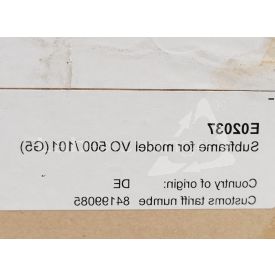 E02037
Subframe for model VO 500 /101(G5)
Country of origin: DE
Customs tariff numbe 84199085